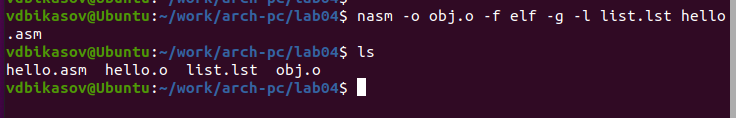 vdbikasov@Ubuntu:~/work/arch-pc/lab04$ nasm -o obj.o -f elf -g -l list.lst hello
.asm
vdbikasov@Ubuntu:~/work/arch-pc/lab04$ ls
hello.asm  hello.o  list.lst  obj.o
vdbikasov@Ubuntu:~/work/arch-pc/lab04$